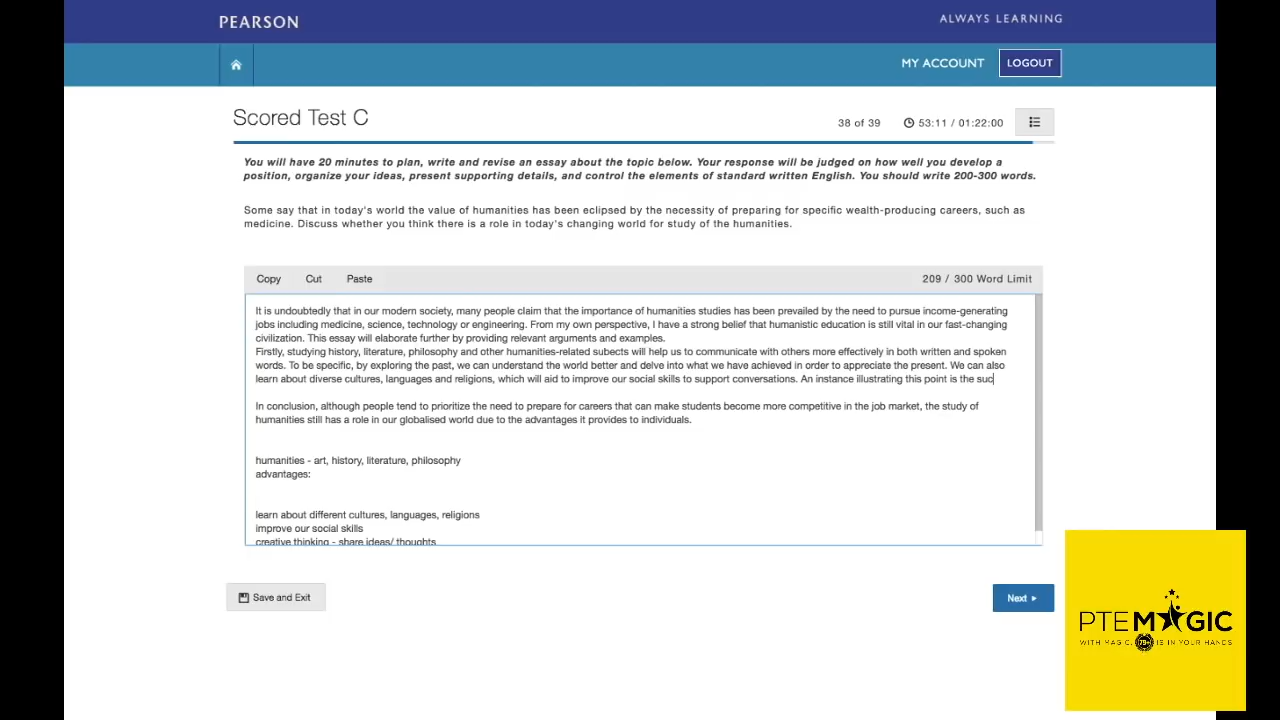 PEARSON
ALWAYS LEARNING
MY ACCOUNT
LOGOUT
Scored Test C
38 of 39
53:11 / 01:22:00
You will have 20 minutes to plan, write and revise an essay about the topic below. Your response will be judged on how well you develop a
position, organize your ideas, present supporting details, and control the elements of standard written English. You should write 200-300 words.
Some say that in today's world the value of humanities has been eclipsed by the necessity of preparing for specific wealth-producing careers, such as
medicine. Discuss whether you think there is a role in today's changing world for study of the humanities.
Copy
Cut
Paste
209 / 300 Word Limit
It is undoubtedly that in our modern society, many people claim that the importance of humanities studies has been prevailed by the need to pursue income-generating
jobs including medicine, science, technology or engineering. From my own perspective, I have a strong belief that humanistic education is still vital in our fast-changing
civilization. This essay will elaborate further by providing relevant arguments and examples.
Firstly, studying history, literature, philosophy and other humanities-related subects will help us to communicate with others more effectively in both written and spoken
words. To be specific, by exploring the past, we can understand the world better and delve into what we have achieved in order to appreciate the present. We can also
learn about diverse cultures, languages and religions, which will aid to improve our social skills to support conversations. An instance illustrating this point is the suc
In conclusion, although people tend to prioritize the need to prepare for careers that can make students become more competitive in the job market, the study of
humanities still has a role in our globalised world due to the advantages it provides to individuals.
humanities - art, history, literature, philosophy
advantages:
learn about different cultures, languages, religions
improve our social skills
creative thinking - share ideas/ thoughts
Save and Exit
Next
PTEMAGIC
WITH MAGIC, 79+ IS IN YOUR HANDS